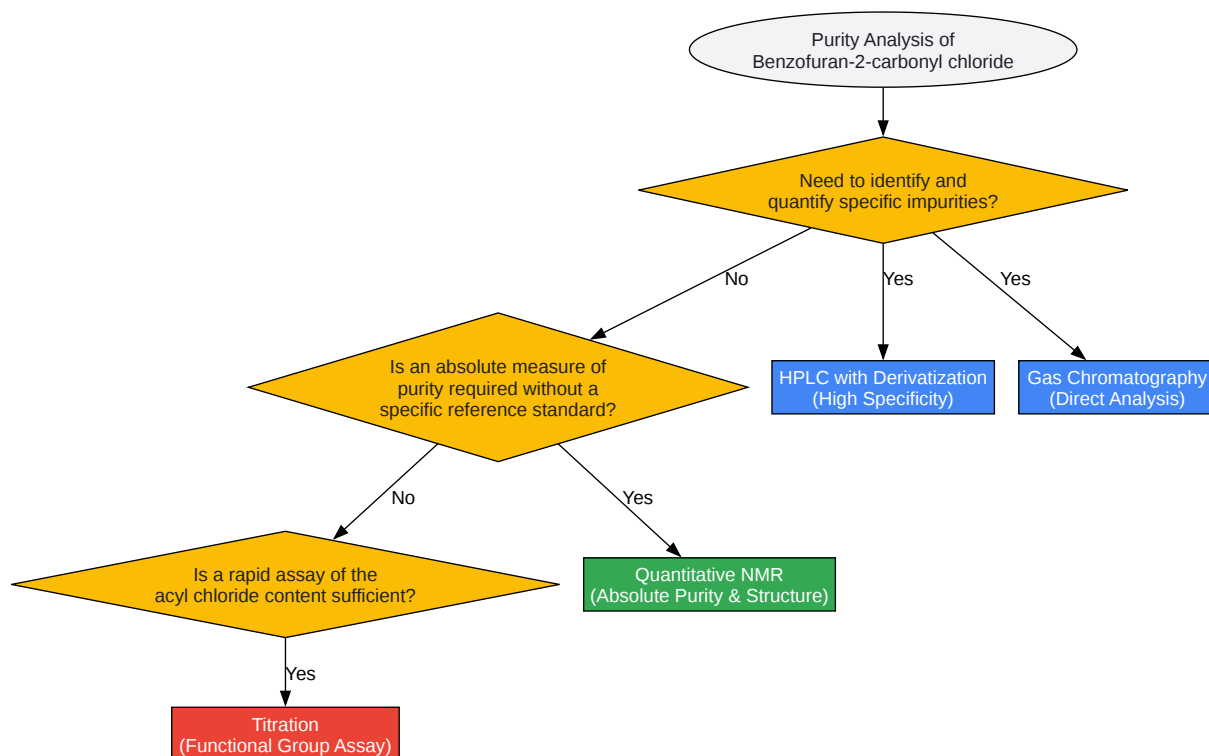 Purity Analysis of
Benzofuran-2-carbonyl chloride
Need to identify and
quantify specific impurities?
No
Yes
Yes
Is an absolute measure of
purity required without a
specific reference standard?
HPLC with Derivatization
(High Specificity)
Gas Chromatography
(Direct Analysis)
No
Yes
Is a rapid assay of the
acyl chloride content sufficient?
Quantitative NMR
(Absolute Purity & Structure)
Yes
Titration
(Functional Group Assay)